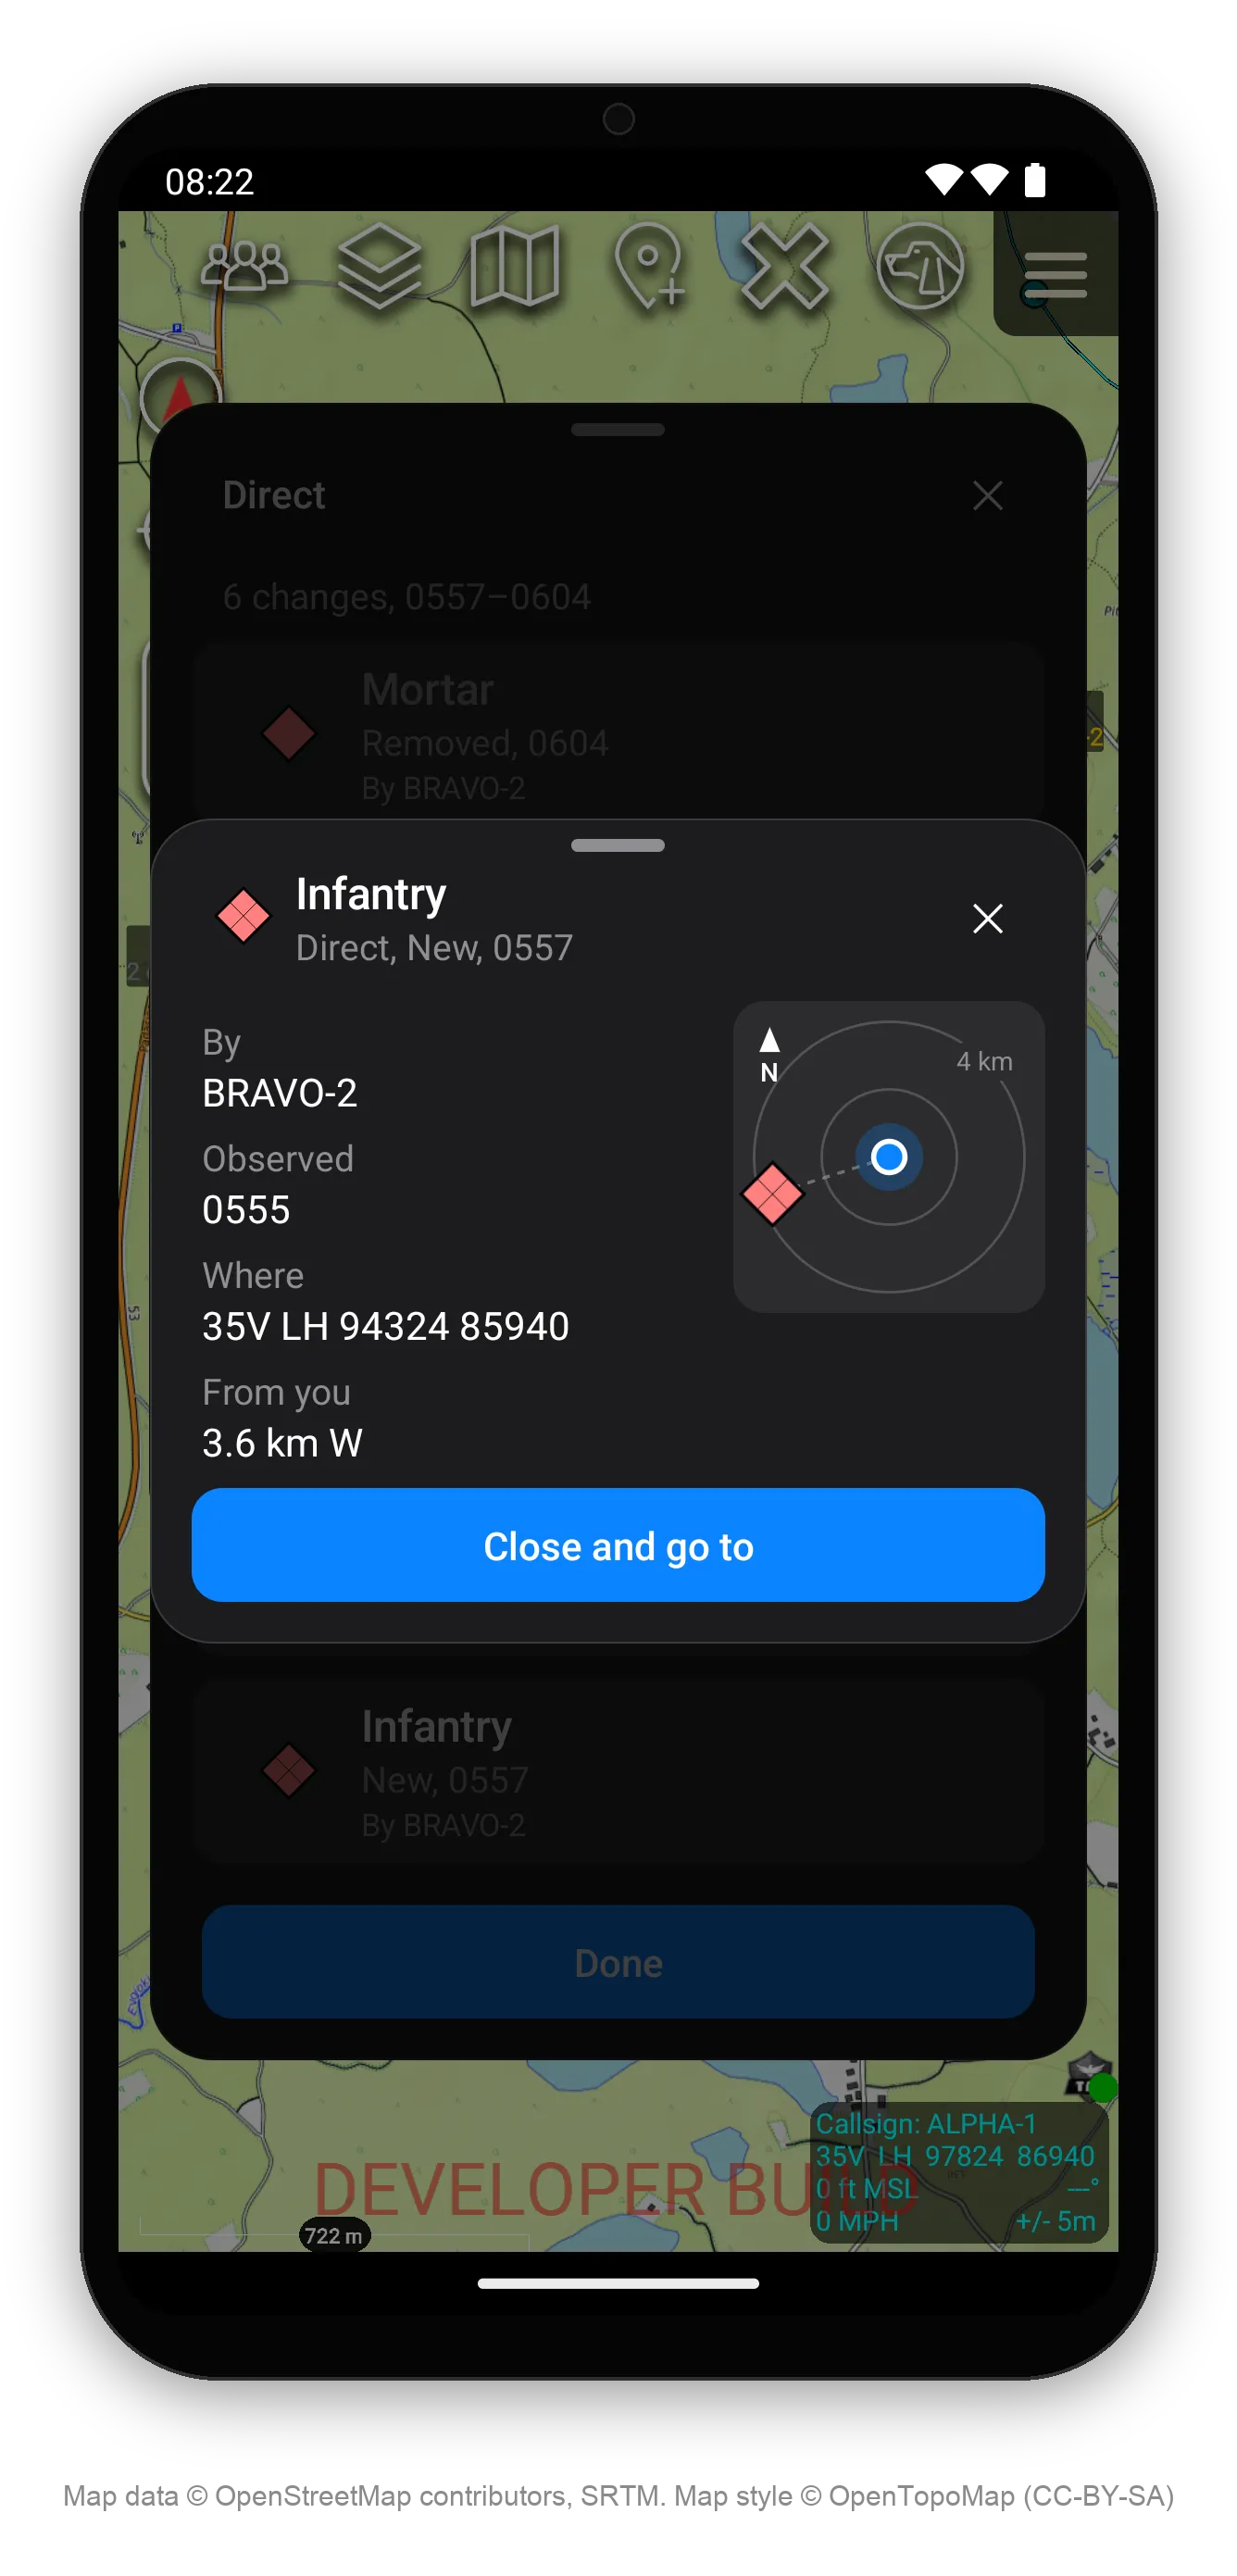 08:22
Direct
6 changes, 0557–0604
Mortar
Removed, 0604
By BRAVO-2
Infantry
Direct, New, 0557
By
BRAVO-2
Observed
0555
Where
35V LH 94324 85940
From you
3.6 km W
N
4 km
Close and go to
53
Infantry
New, 0557
By BRAVO-2
Done
Callsign: ALPHA-1
35V LH 97824 86940
0 ft MSL
---°
0 MPH
+/- 5m
DEVELOPER BUILD
722 m
Map data © OpenStreetMap contributors, SRTM. Map style © OpenTopoMap (CC-BY-SA)